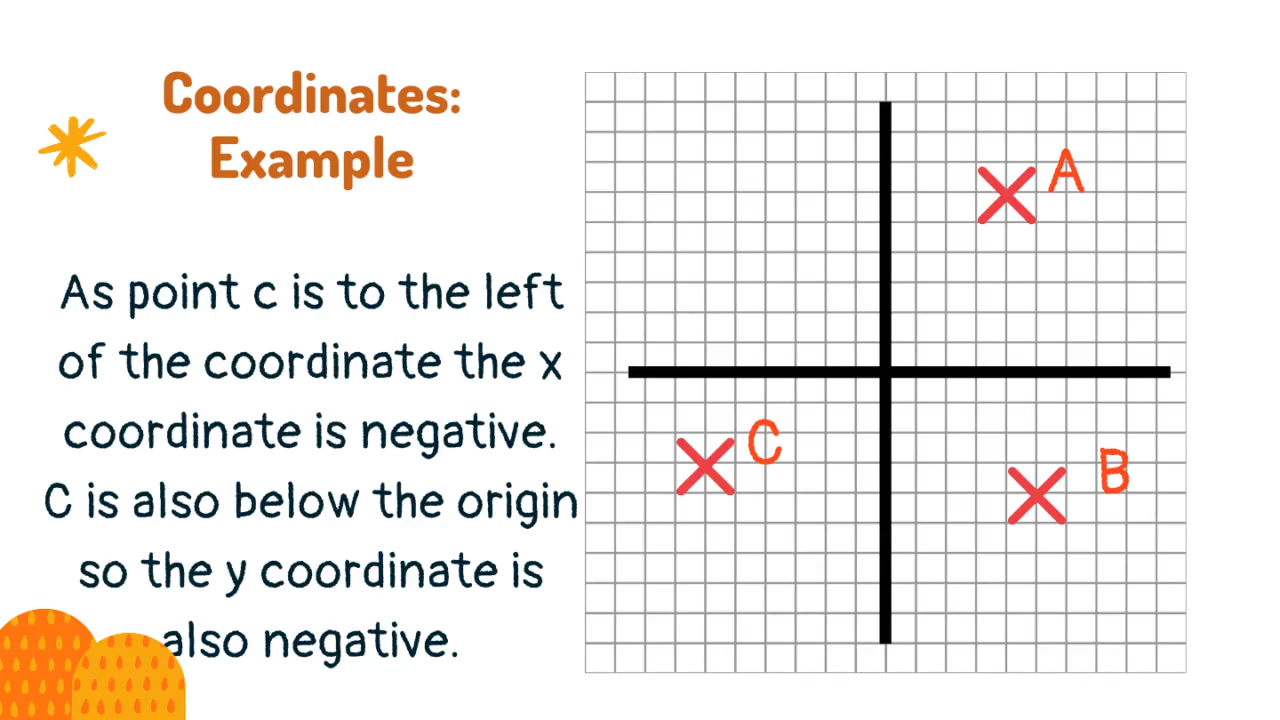 Coordinates:
Example
As point c is to the left
of the coordinate the x
coordinate is negative.
C is also below the origin
so the y coordinate is
also negative.
A
C
B